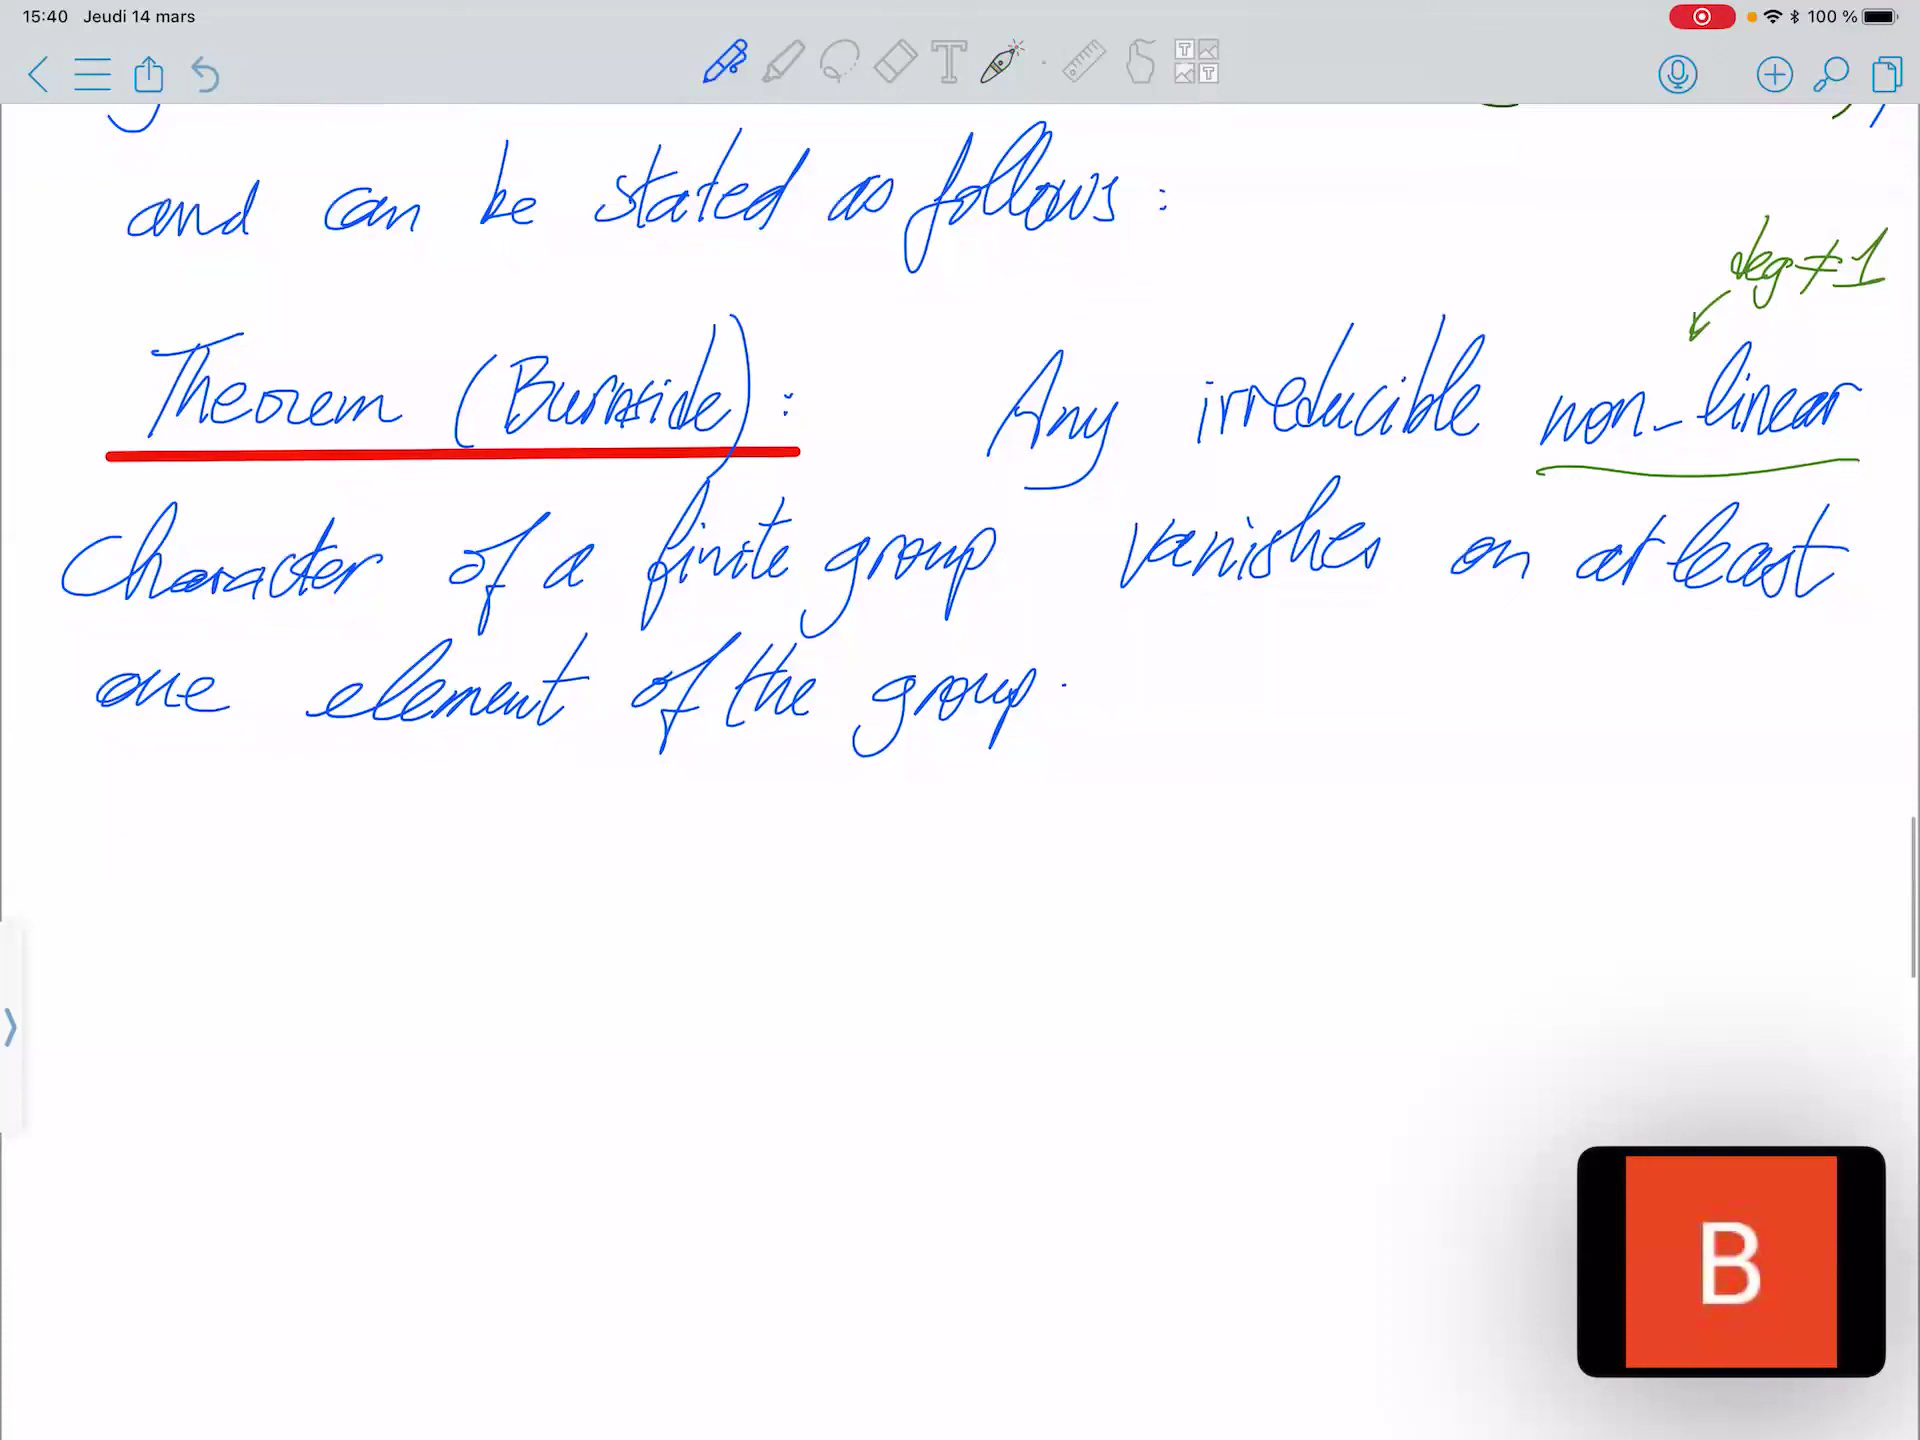 15:40 Jeudi 14 mars 100 %
and can be stated as follows :
deg ≠ 1
Theorem (Burnside) : Any irreducible non-linear
character of a finite group vanishes on at least
one element of the group.
B